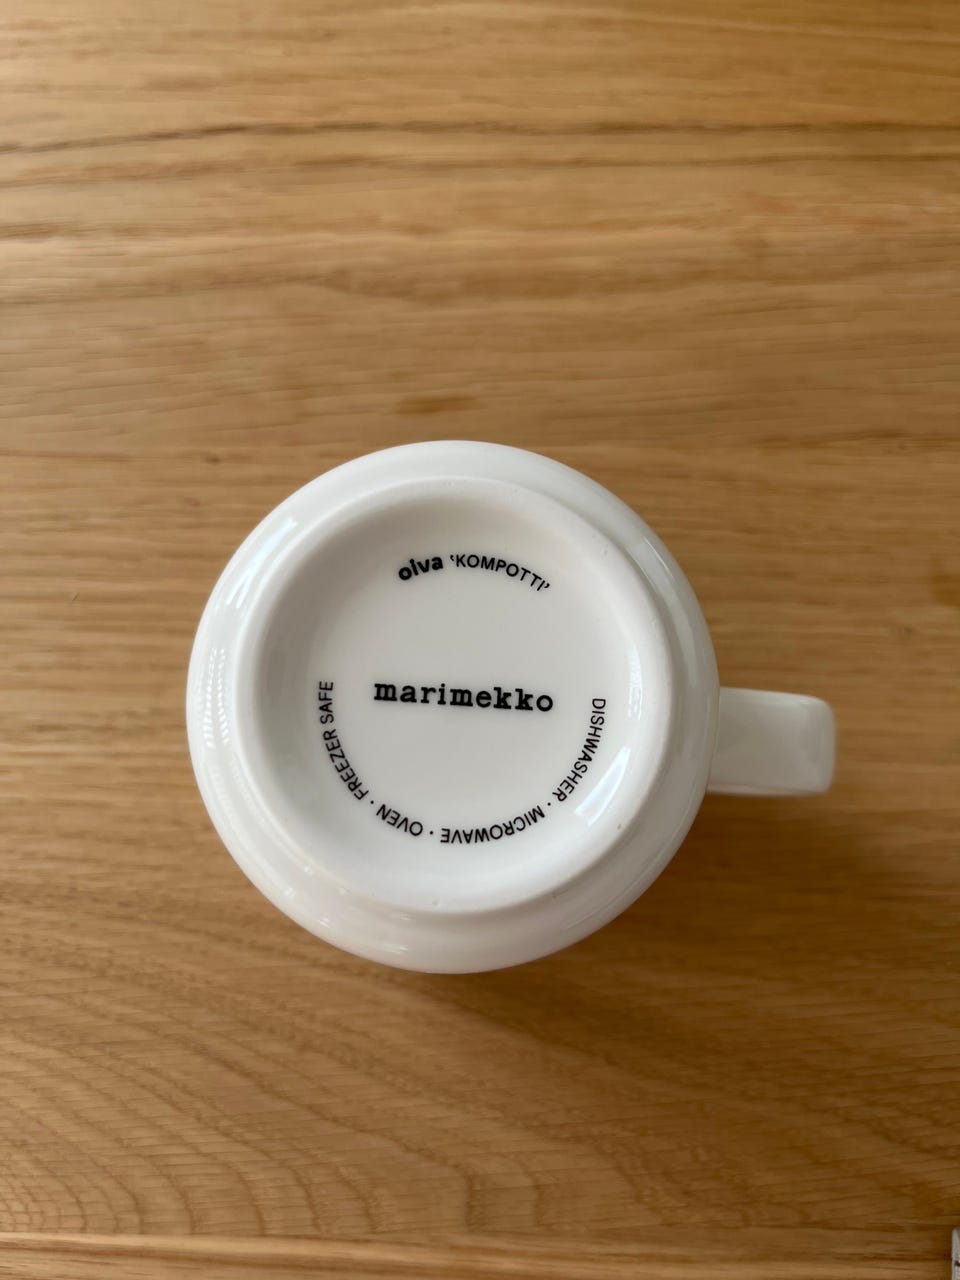 oiva 'KOMPOTTI'
marimekko
DISHWASHER · MICROWAVE · OVEN · FREEZER SAFE